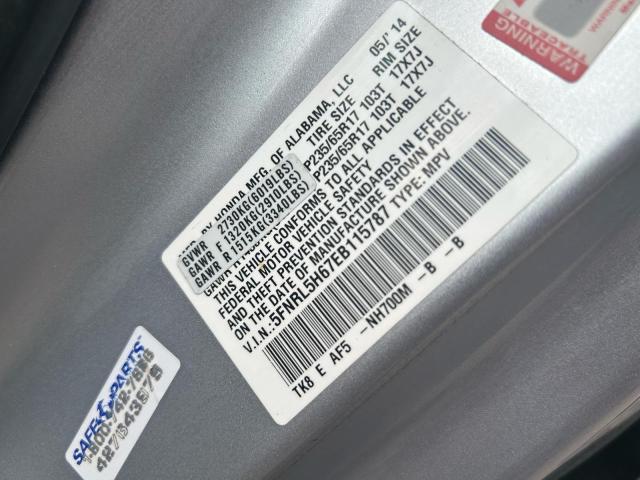 MFG. BY HONDA MFG. OF ALABAMA, LLC 05/'14
TIRE SIZE RIM SIZE
GVWR 2730KG(6019LBS)
GAWR F 1320KG(2910LBS) P235/65R17 103T 17X7J
GAWR R 1515KG(3340LBS) P235/65R17 103T 17X7J
THIS VEHICLE CONFORMS TO ALL APPLICABLE
FEDERAL MOTOR VEHICLE SAFETY
AND THEFT PREVENTION STANDARDS IN EFFECT
ON THE DATE OF MANUFACTURE SHOWN ABOVE.
V.I.N.:5FNRL5H67EB115787 TYPE: MPV
TK8 E AF5 -NH700M -B -B
WARNING
TRACEABLE
SAFE PARTS